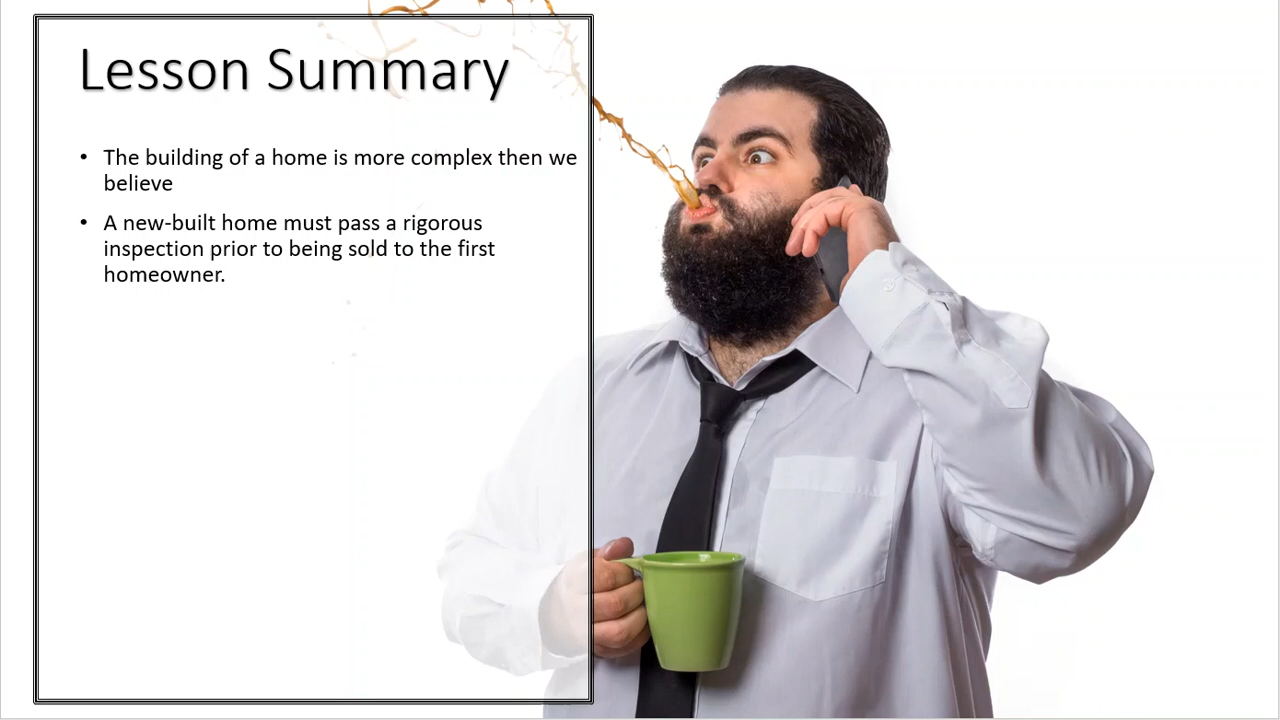 Lesson Summary
• The building of a home is more complex then we
believe
• A new-built home must pass a rigorous
inspection prior to being sold to the first
homeowner.